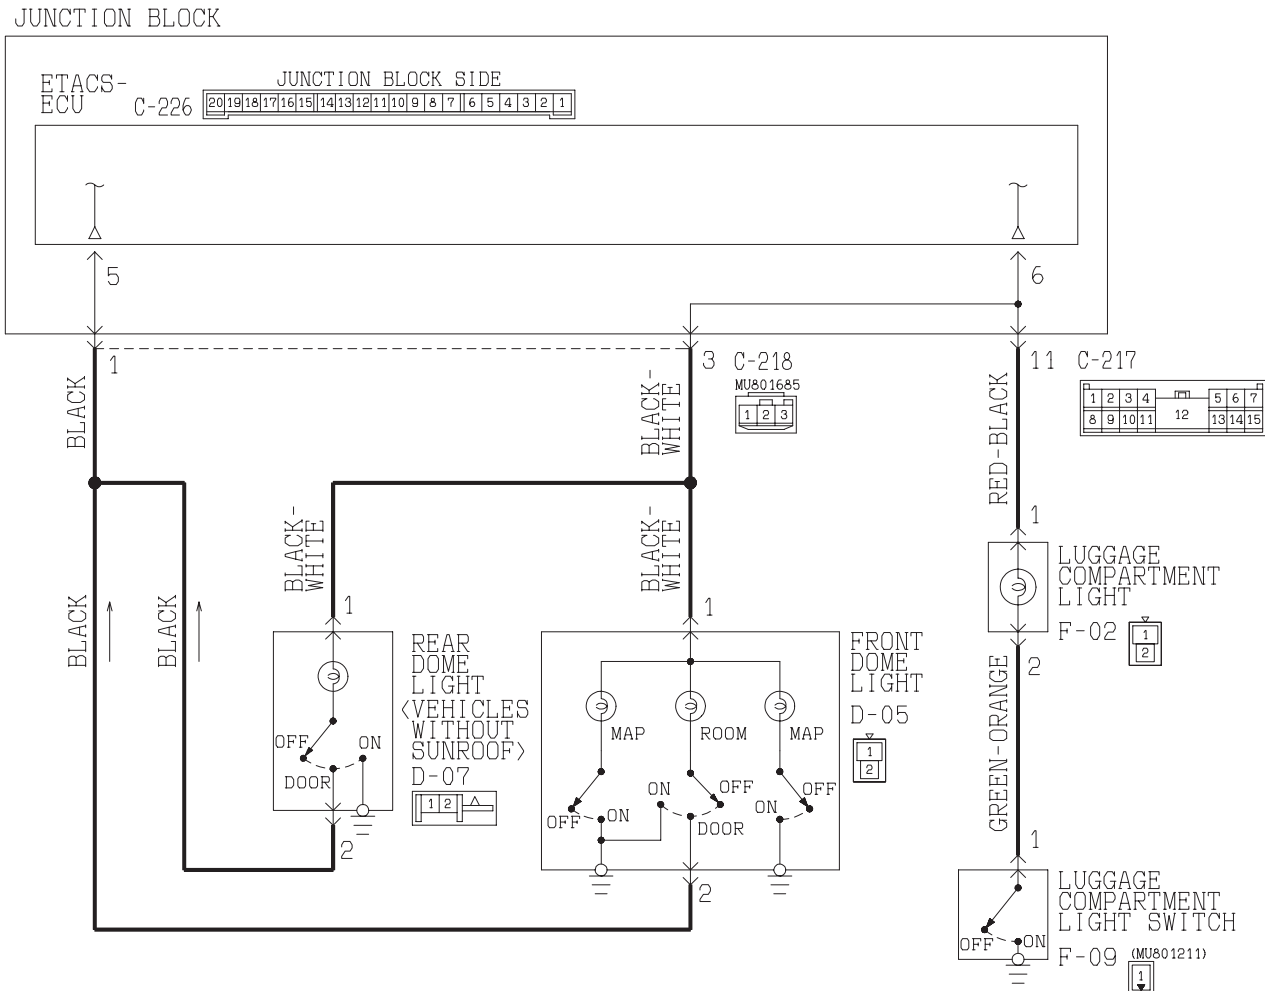 JUNCTION BLOCK
ETACS-
ECU
C-226
JUNCTION BLOCK SIDE
20 19 18 17 16 15 14 13 12 11 10 9 8 7 6 5 4 3 2 1
5
6
1
3
C-218
MU801685
1 2 3
11
C-217
1 2 3 4 5 6 7
12
8 9 10 11 13 14 15
BLACK
BLACK-
WHITE
RED-BLACK
BLACK-
WHITE
BLACK-
WHITE
1
LUGGAGE
COMPARTMENT
LIGHT
F-02
1
2
2
BLACK
BLACK
1
1
REAR
DOME
LIGHT
<VEHICLES
WITHOUT
SUNROOF>
D-07
1 2
OFF
ON
DOOR
2
FRONT
DOME
LIGHT
D-05
1
2
MAP
ROOM
MAP
OFF
ON
ON
OFF
DOOR
ON
OFF
2
GREEN-ORANGE
1
LUGGAGE
COMPARTMENT
LIGHT SWITCH
F-09
(MU801211)
1
OFF
ON